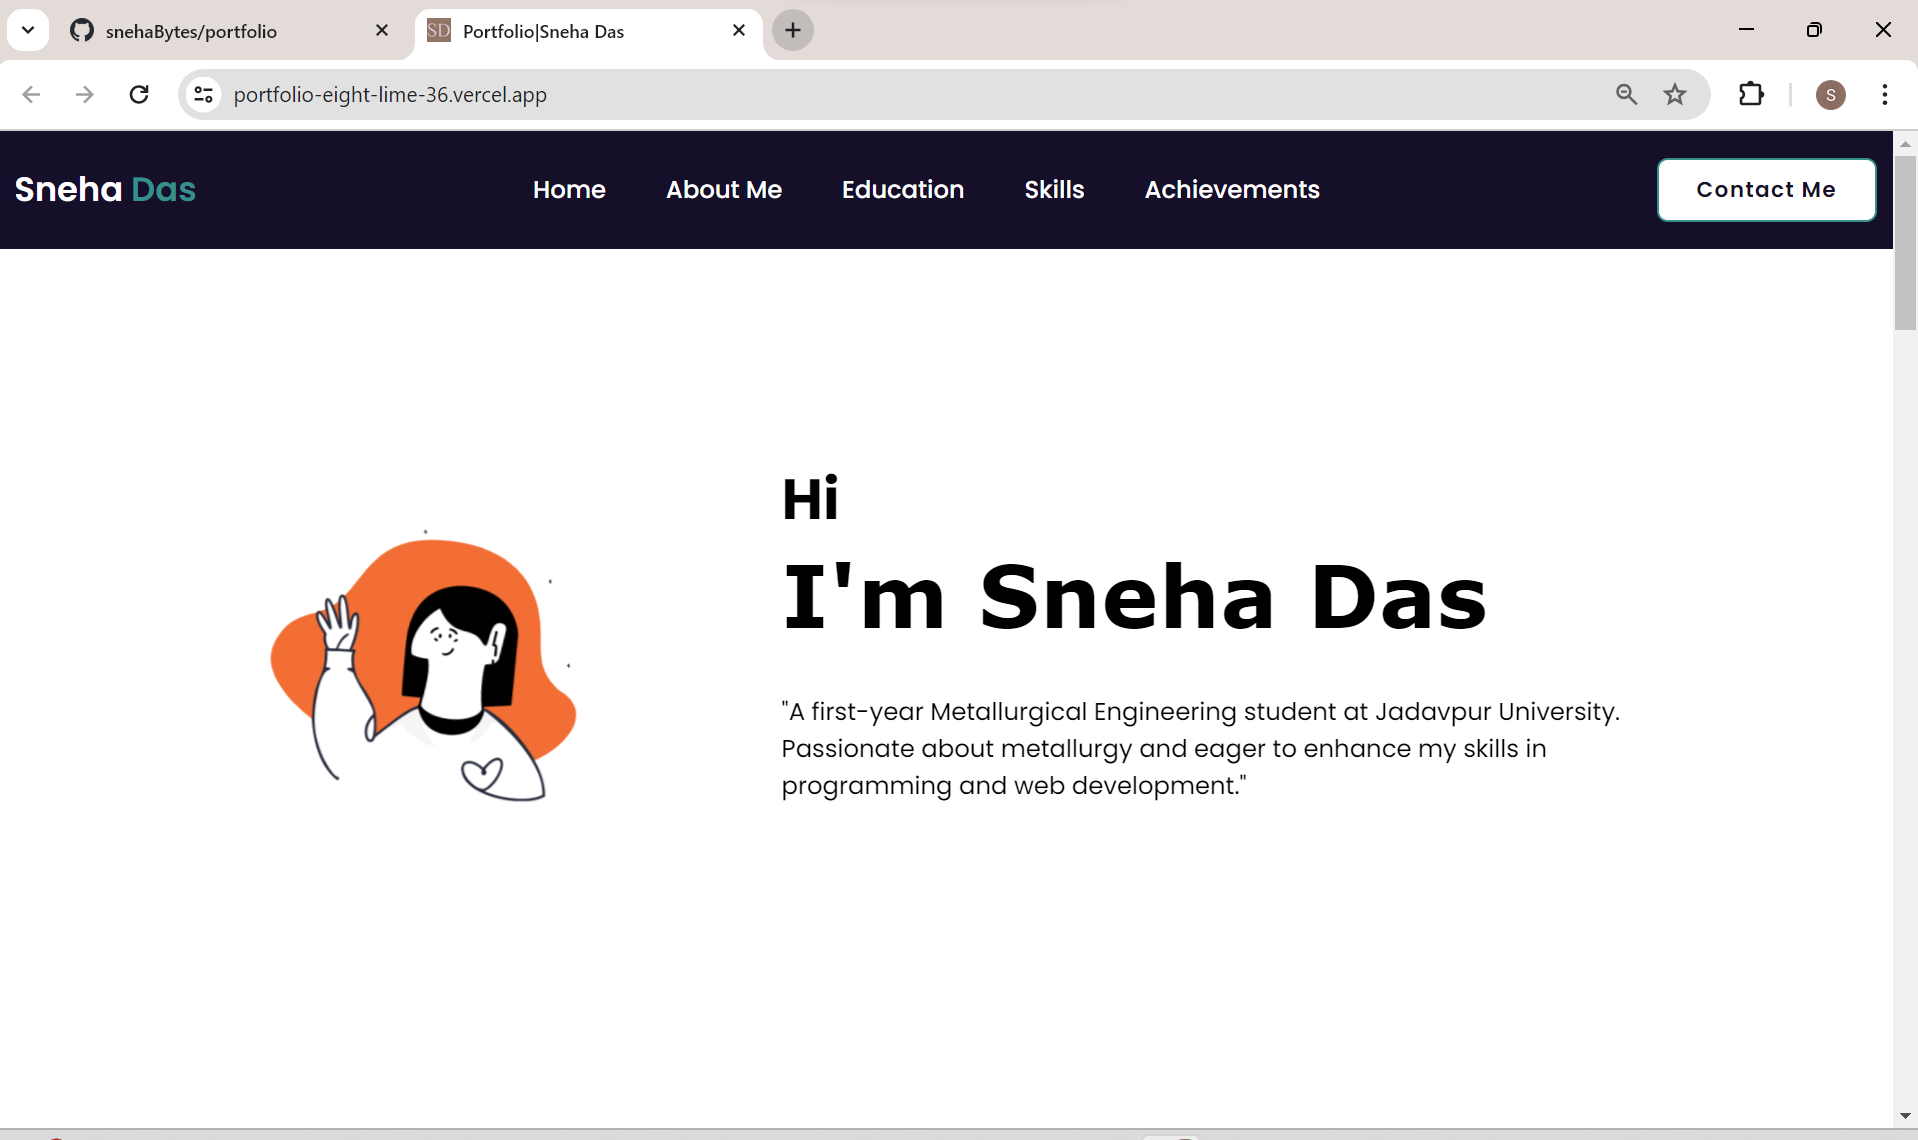 snehaBytes/portfolio
SD
Portfolio|Sneha Das
portfolio-eight-lime-36.vercel.app
S
Sneha Das
Home
About Me
Education
Skills
Achievements
Contact Me
Hi
I'm Sneha Das
"A first-year Metallurgical Engineering student at Jadavpur University.
Passionate about metallurgy and eager to enhance my skills in
programming and web development."